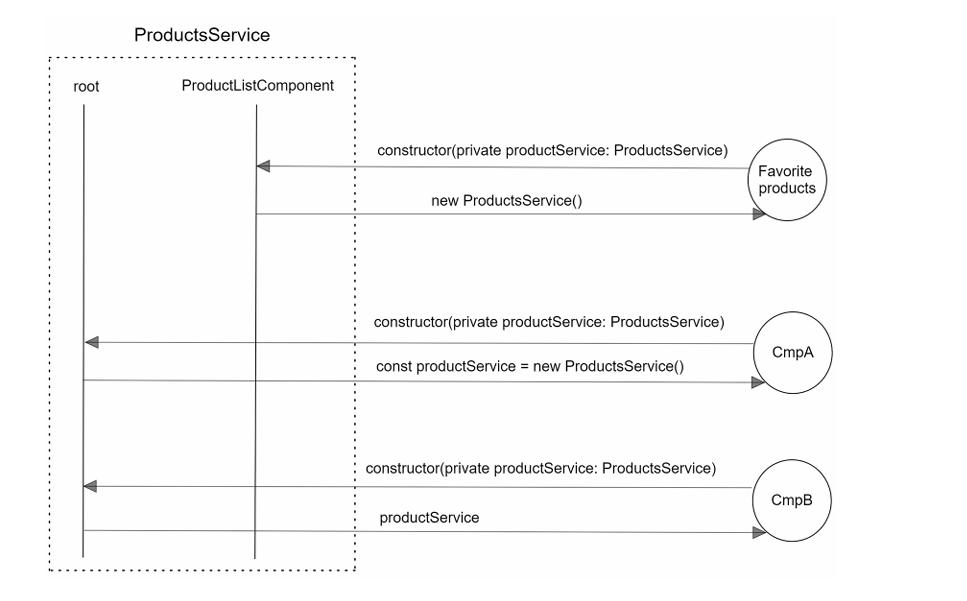 ProductsService
root
ProductListComponent
constructor(private productService: ProductsService)
Favorite
products
new ProductsService()
constructor(private productService: ProductsService)
CmpA
const productService = new ProductsService()
constructor(private productService: ProductsService)
CmpB
productService